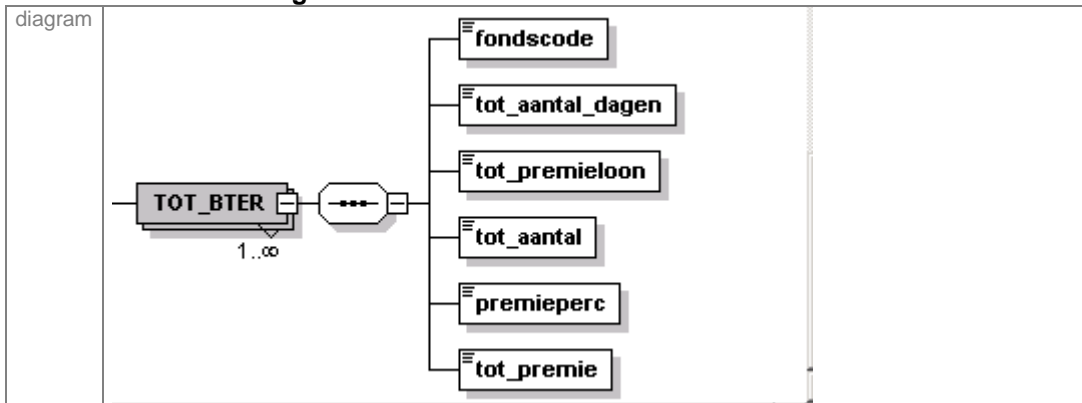 diagram
fondscode
tot_aantal_dagen
tot_premieloon
TOT_BTER
1..∞
tot_aantal
premieperc
tot_premie